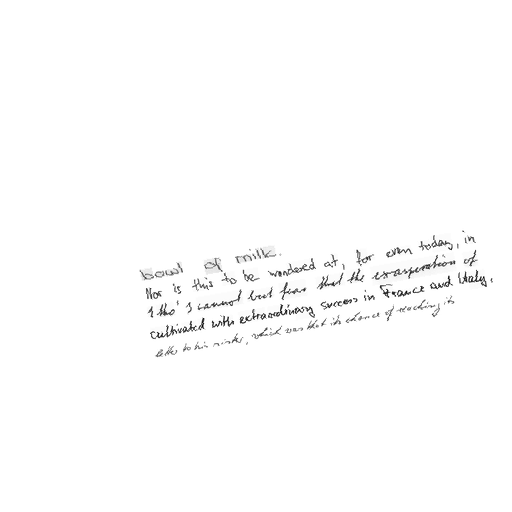 bowl of milk.
Nor is this to be wondered at, for even today, in
tho' I cannot but fear that the exasperation of
cultivated with extraordinary success in France and Italy,
letter to his sister, which was that its chance of reaching its